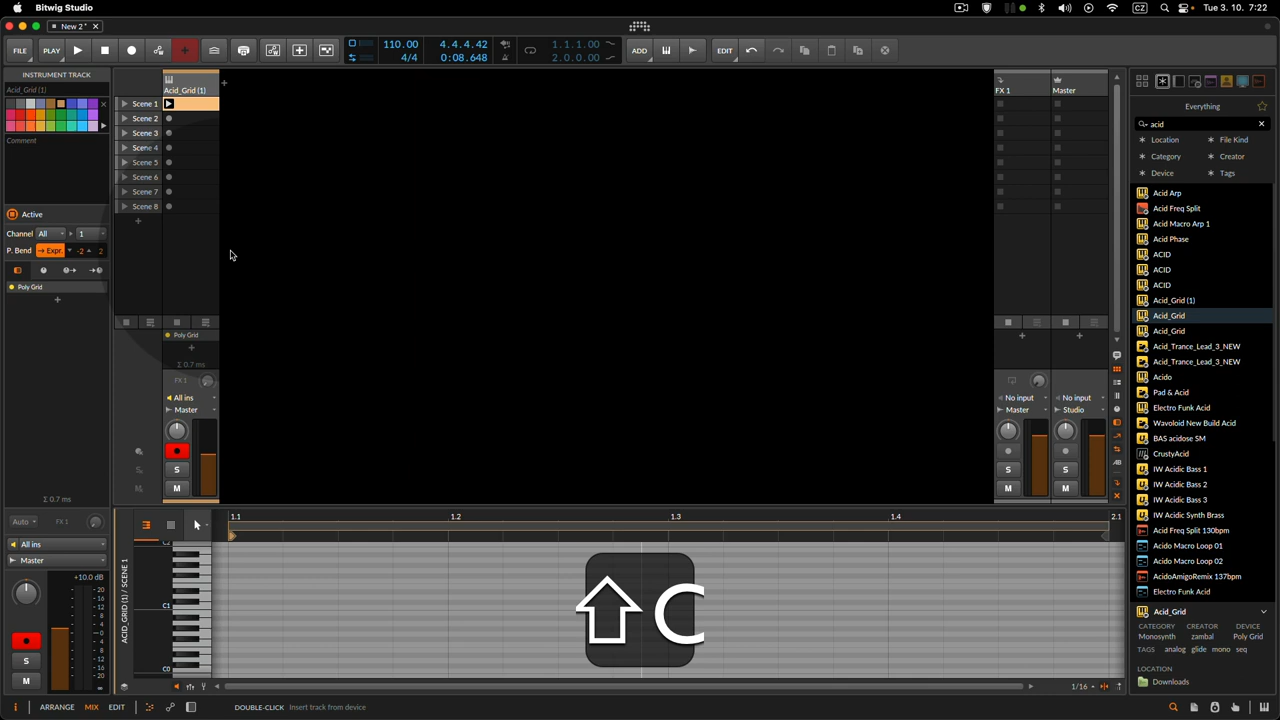 Bitwig Studio
CZ
Tue 3. 10. 7:22
New 2*
FILE
PLAY
110.00
4/4
4.4.4.42
0:08.648
1.1.1.00
2.0.0.00
ADD
EDIT
INSTRUMENT TRACK
Acid_Grid (1)
Comment
Active
Channel All 1
P. Bend Expr. -2 2
Poly Grid
Σ 0.7 ms
Auto FX 1
All ins
Master
+10.0 dB
S
M
Acid_Grid (1)
Scene 1
Scene 2
Scene 3
Scene 4
Scene 5
Scene 6
Scene 7
Scene 8
Poly Grid
Σ 0.7 ms
FX 1
All ins
Master
S
M
FX 1
No input
Master
S
M
Master
No input
Studio
S
M
AB
Everything
acid
Location File Kind
Category Creator
Device Tags
Acid Arp
Acid Freq Split
Acid Macro Arp 1
Acid Phase
ACID
ACID
ACID
Acid_Grid (1)
Acid_Grid
Acid_Grid
Acid_Trance_Lead_3_NEW
Acid_Trance_Lead_3_NEW
Acido
Pad & Acid
Electro Funk Acid
Wavoloid New Build Acid
BAS acidose SM
CrustyAcid
IW Acidic Bass 1
IW Acidic Bass 2
IW Acidic Bass 3
IW Acidic Synth Brass
Acid Freq Split 130bpm
Acido Macro Loop 01
Acido Macro Loop 02
AcidoAmigoRemix 137bpm
Electro Funk Acid
Acid_Grid
CATEGORY CREATOR DEVICE
Monosynth zambal Poly Grid
TAGS analog glide mono seq
LOCATION
Downloads
1.1 1.2 1.3 1.4 2.1
ACID_GRID (1) / SCENE 1
C2
C1
C0
⇧ C
1/16
ARRANGE MIX EDIT
DOUBLE-CLICK Insert track from device